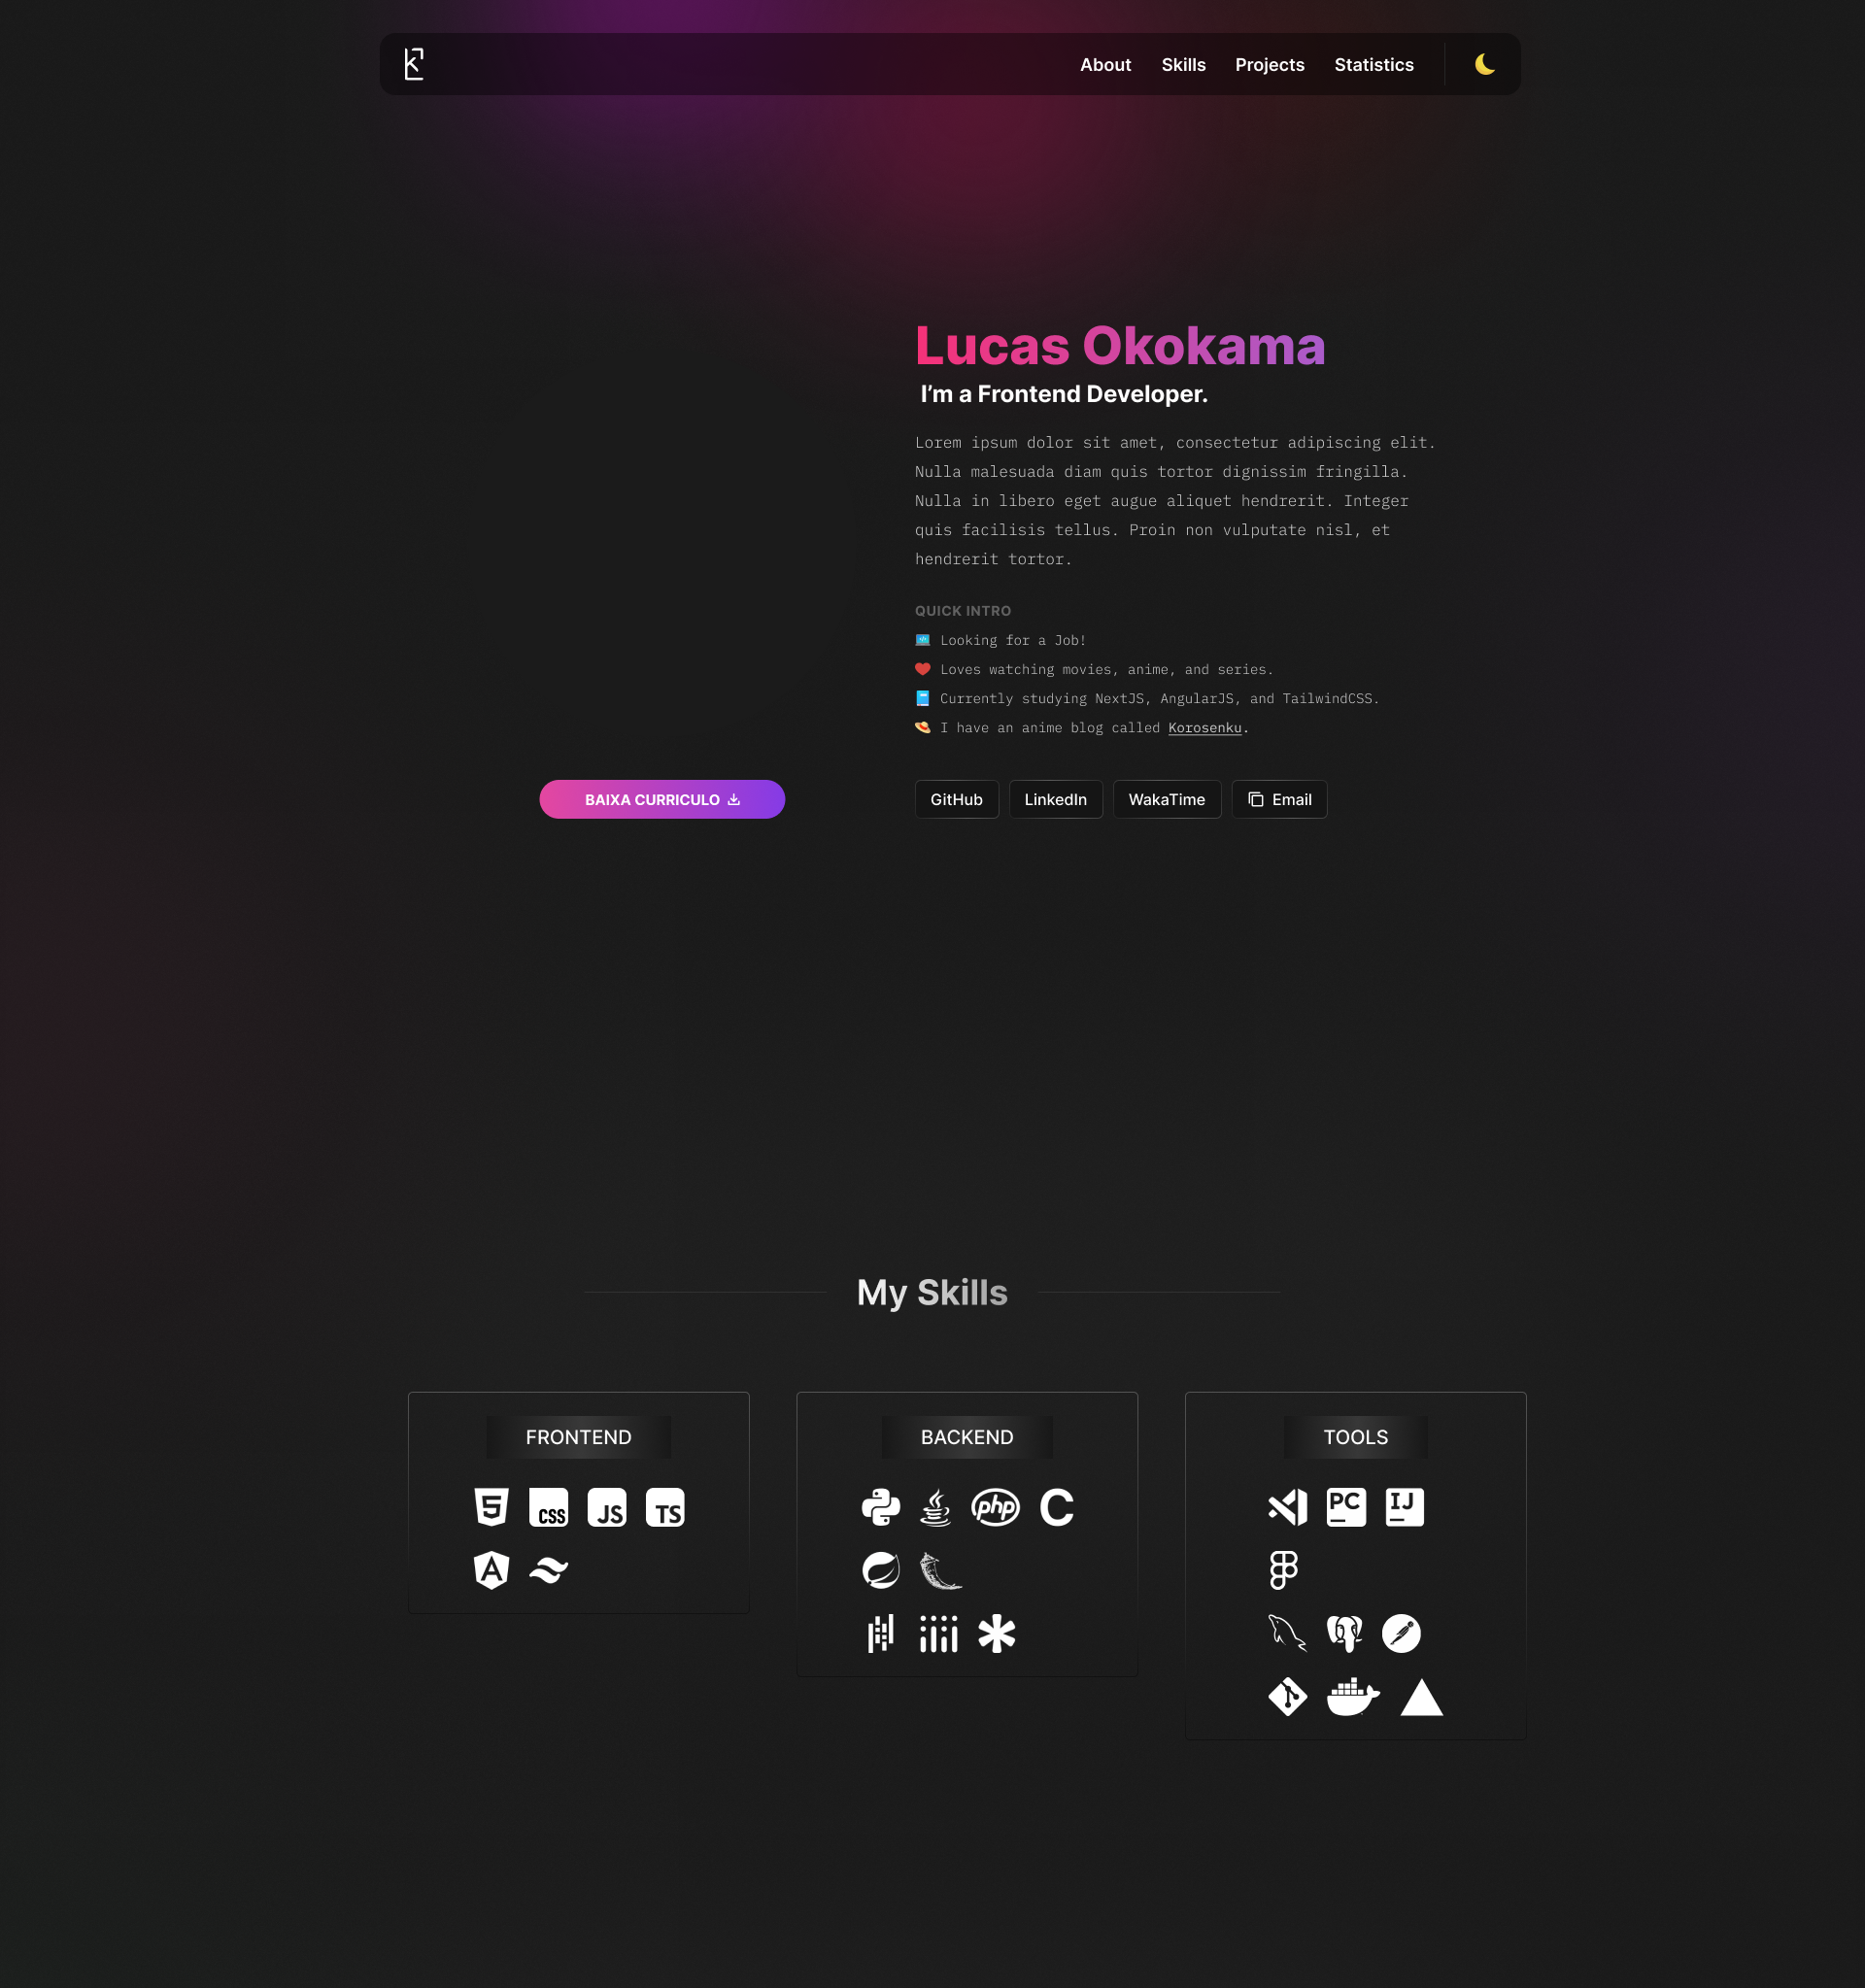 About Skills Projects Statistics
Lucas Okokama
I’m a Frontend Developer.
Lorem ipsum dolor sit amet, consectetur adipiscing elit.
Nulla malesuada diam quis tortor dignissim fringilla.
Nulla in libero eget augue aliquet hendrerit. Integer
quis facilisis tellus. Proin non vulputate nisl, et
hendrerit tortor.
QUICK INTRO
Looking for a Job!
Loves watching movies, anime, and series.
Currently studying NextJS, AngularJS, and TailwindCSS.
I have an anime blog called Korosenku.
BAIXA CURRICULO
GitHub LinkedIn WakaTime Email
My Skills
FRONTEND
CSS JS TS
BACKEND
php C
TOOLS
PC IJ